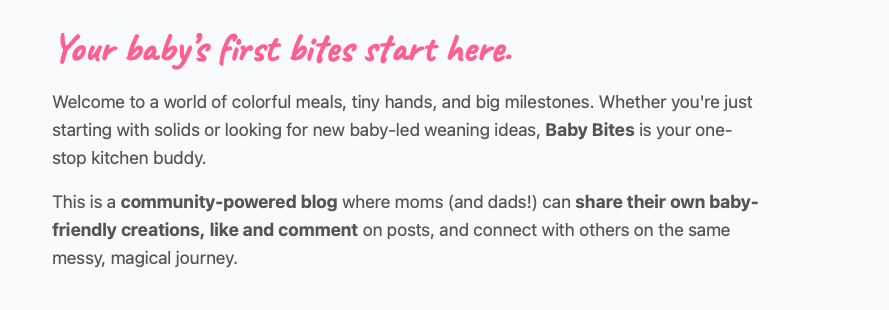 Your baby's first bites start here.
Welcome to a world of colorful meals, tiny hands, and big milestones. Whether you're just
starting with solids or looking for new baby-led weaning ideas, Baby Bites is your one-
stop kitchen buddy.
This is a community-powered blog where moms (and dads!) can share their own baby-
friendly creations, like and comment on posts, and connect with others on the same
messy, magical journey.